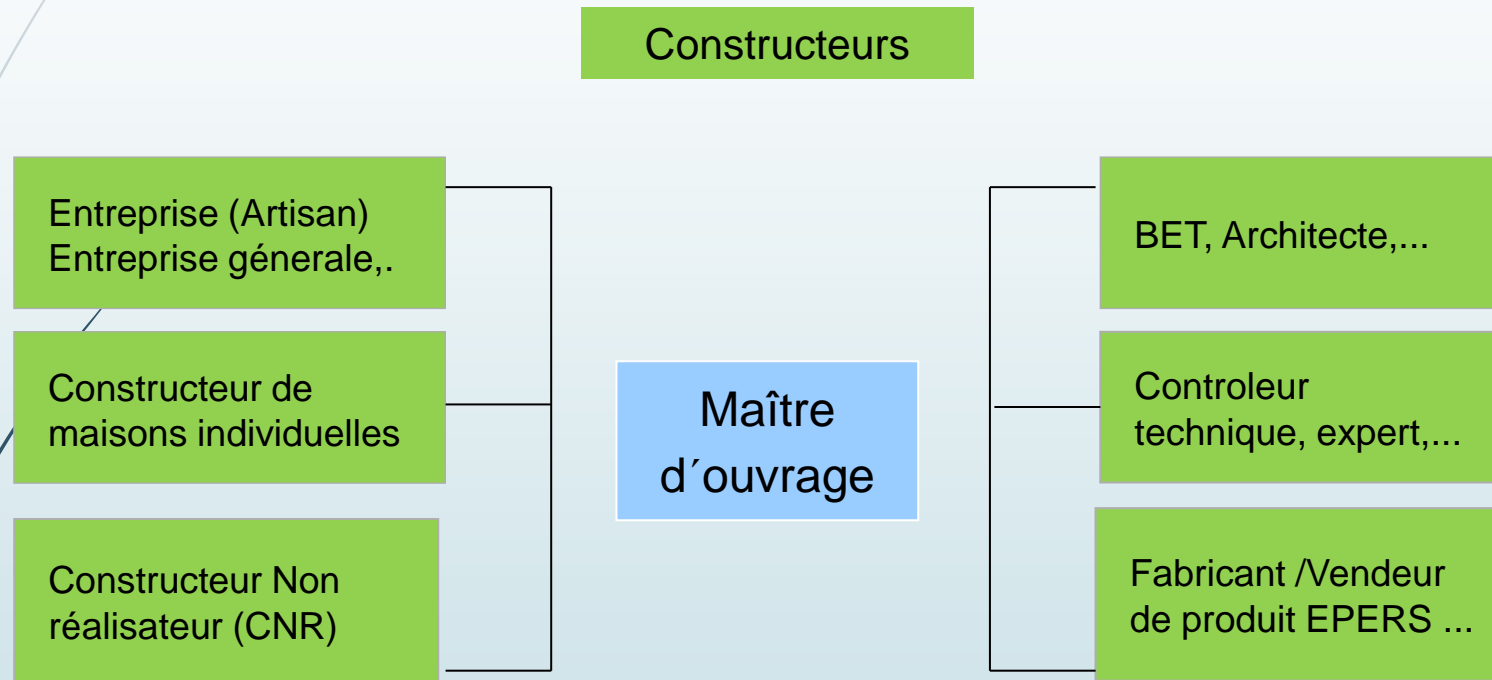 Constructeurs
Entreprise (Artisan)
Entreprise génerale,.
Constructeur de
maisons individuelles
Constructeur Non
réalisateur (CNR)
Maître
d´ouvrage
BET, Architecte,...
Controleur
technique, expert,...
Fabricant /Vendeur
de produit EPERS ...